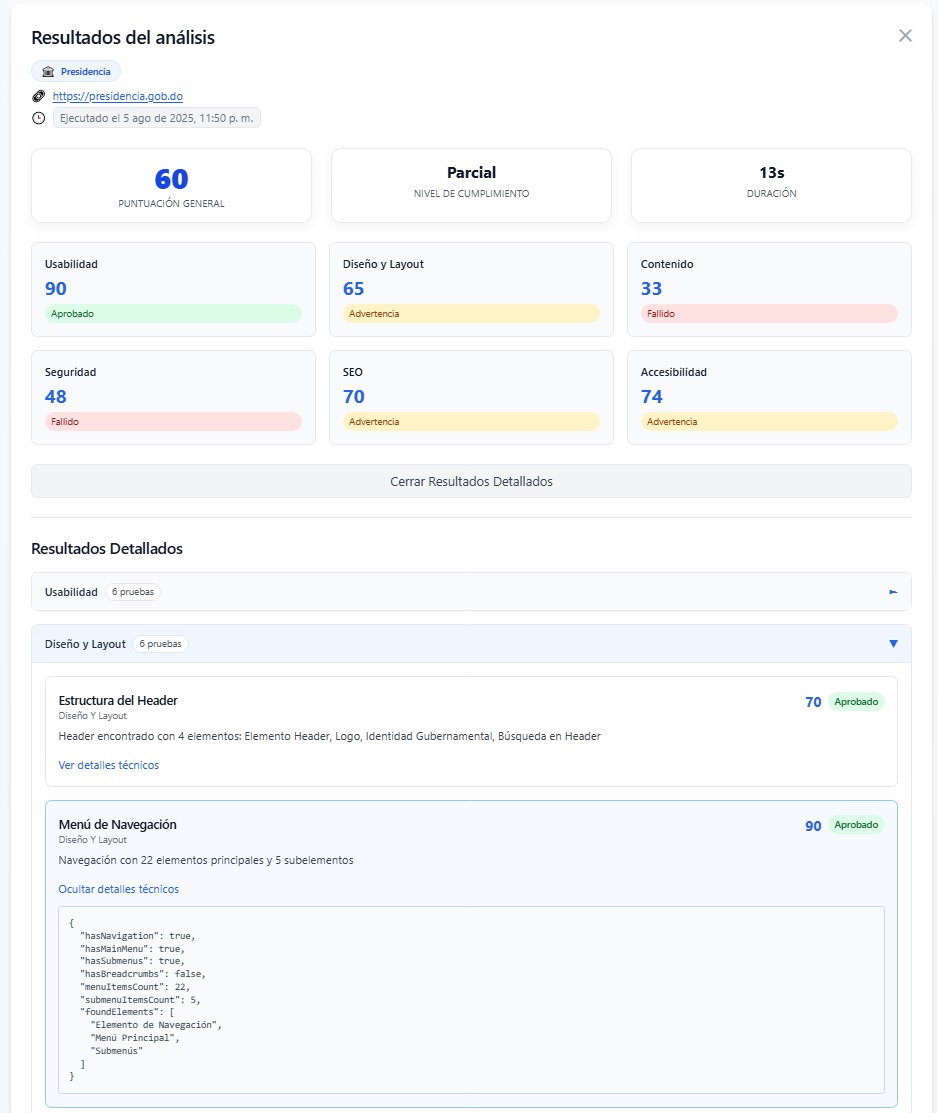 Resultados del análisis
Presidencia
https://presidencia.gob.do
Ejecutado el 5 ago de 2025, 11:50 p. m.
60
PUNTUACIÓN GENERAL
Parcial
NIVEL DE CUMPLIMIENTO
13s
DURACIÓN
Usabilidad
90
Aprobado
Diseño y Layout
65
Advertencia
Contenido
33
Fallido
Seguridad
48
Fallido
SEO
70
Advertencia
Accesibilidad
74
Advertencia
Cerrar Resultados Detallados
Resultados Detallados
Usabilidad 6 pruebas
Diseño y Layout 6 pruebas
Estructura del Header 70 Aprobado
Diseño Y Layout
Header encontrado con 4 elementos: Elemento Header, Logo, Identidad Gubernamental, Búsqueda en Header
Ver detalles técnicos
Menú de Navegación 90 Aprobado
Diseño Y Layout
Navegación con 22 elementos principales y 5 subelementos
Ocultar detalles técnicos
{
"hasNavigation": true,
"hasMainMenu": true,
"hasSubmenus": true,
"hasBreadcrumbs": false,
"menuItemsCount": 22,
"submenuItemsCount": 5,
"foundElements": [
"Elemento de Navegación",
"Menú Principal",
"Submenús"
]
}